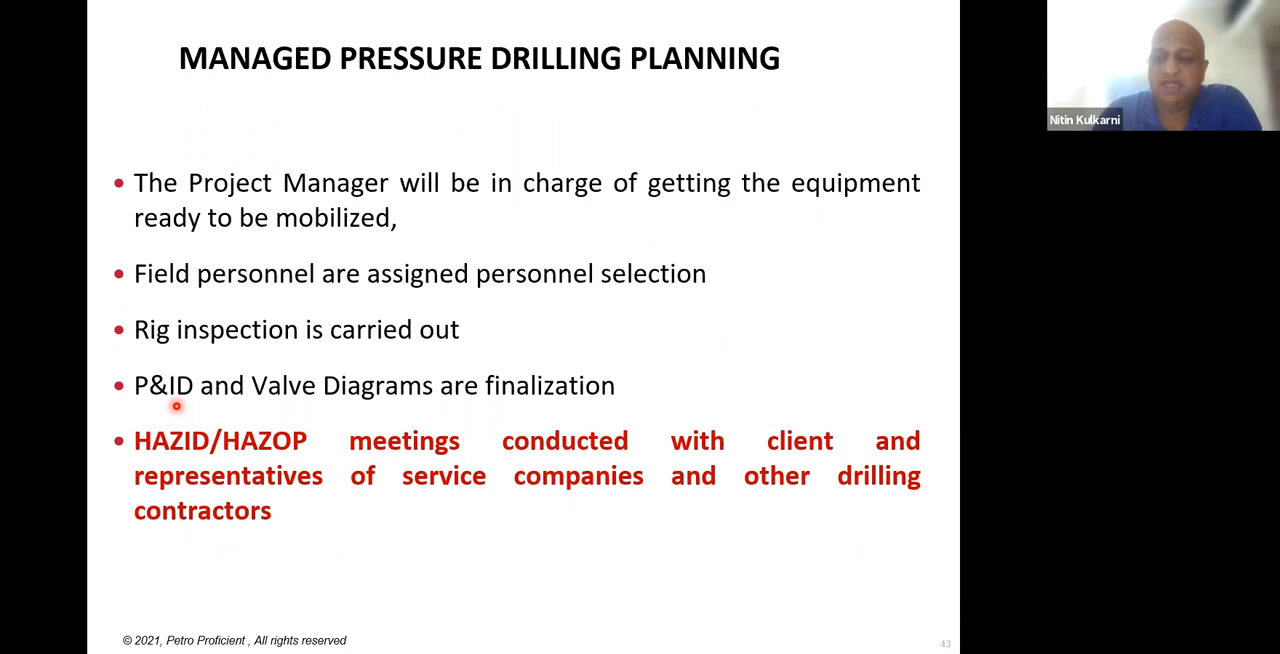 MANAGED PRESSURE DRILLING PLANNING
Nitin Kulkarni
• The Project Manager will be in charge of getting the equipment
ready to be mobilized,
• Field personnel are assigned personnel selection
• Rig inspection is carried out
• P&ID and Valve Diagrams are finalization
• HAZID/HAZOP meetings conducted with client and
representatives of service companies and other drilling
contractors
© 2021, Petro Proficient , All rights reserved
43